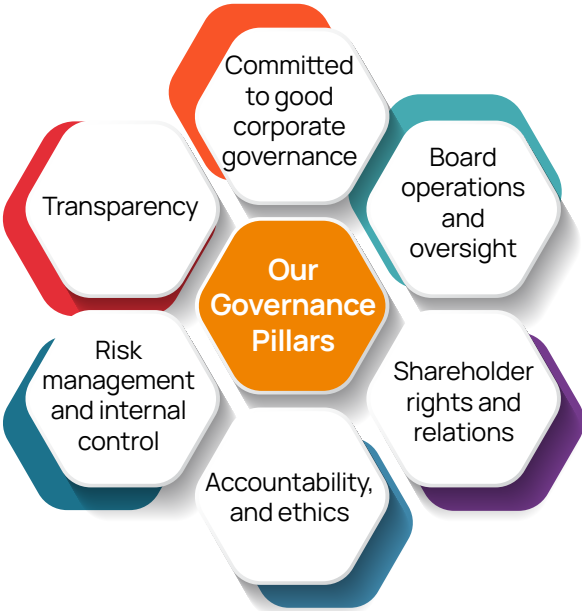 Committed
to good
corporate
governance
Board
operations
and
oversight
Transparency
Our
Governance
Pillars
Risk
management
and internal
control
Shareholder
rights and
relations
Accountability,
and ethics